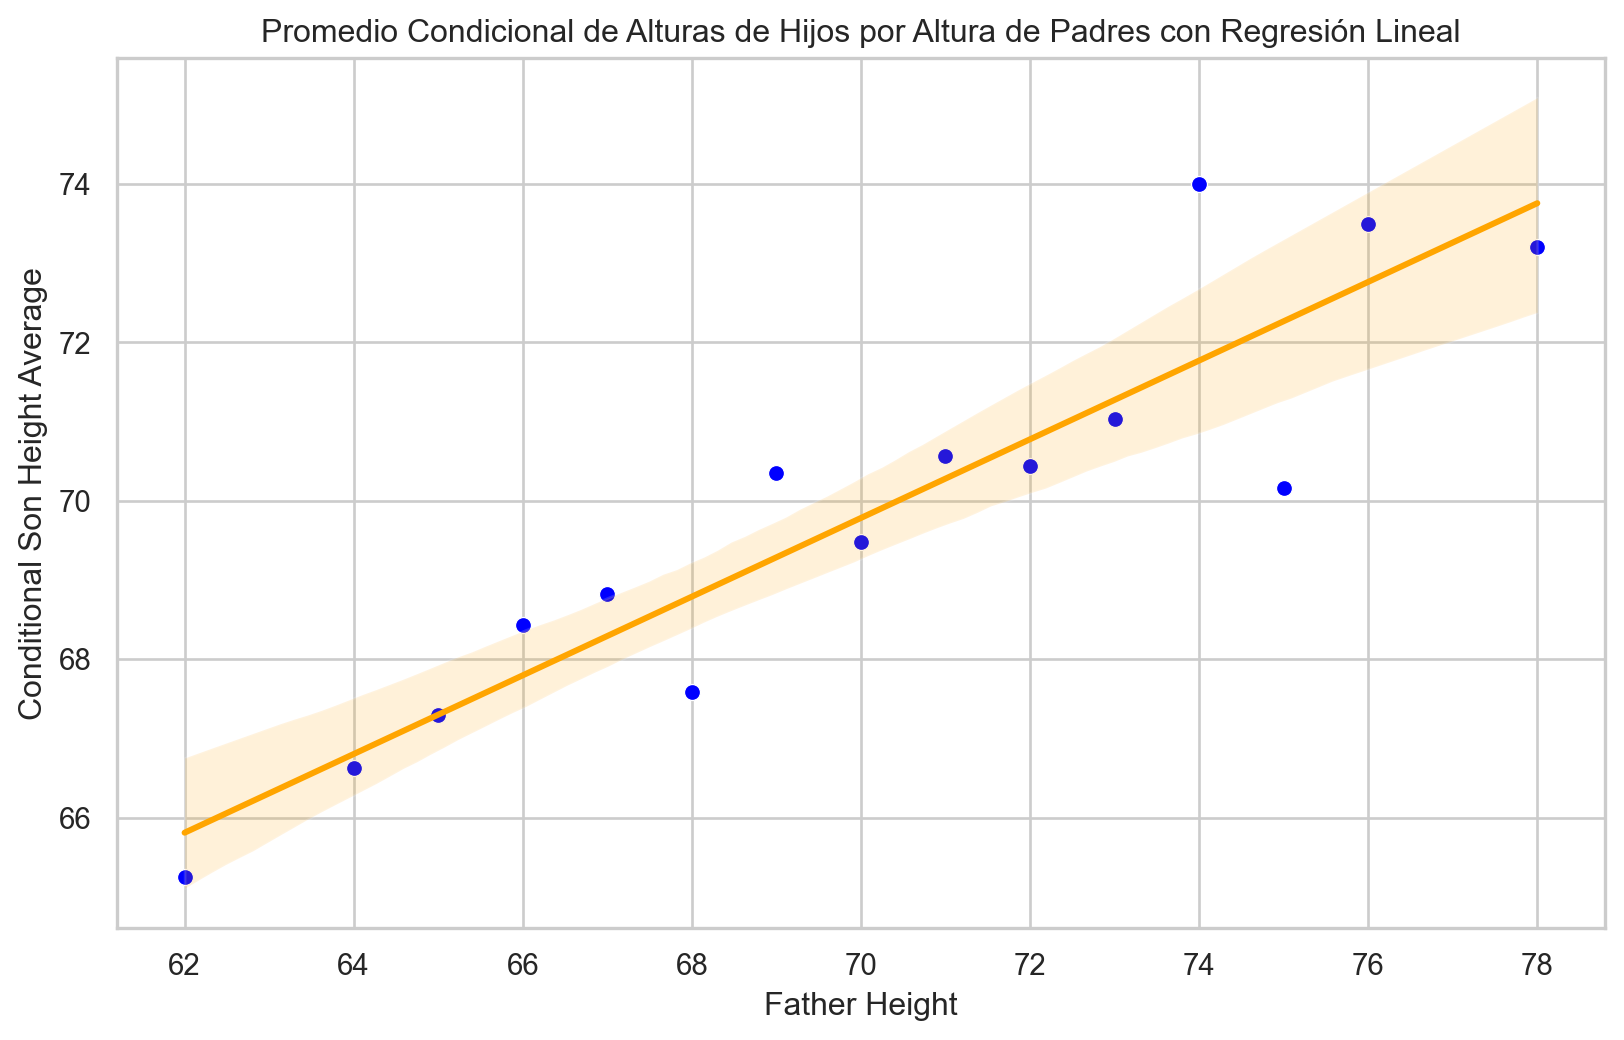 Promedio Condicional de Alturas de Hijos por Altura de Padres con Regresión Lineal
Conditional Son Height Average
74
72
70
68
66
62 64 66 68 70 72 74 76 78
Father Height